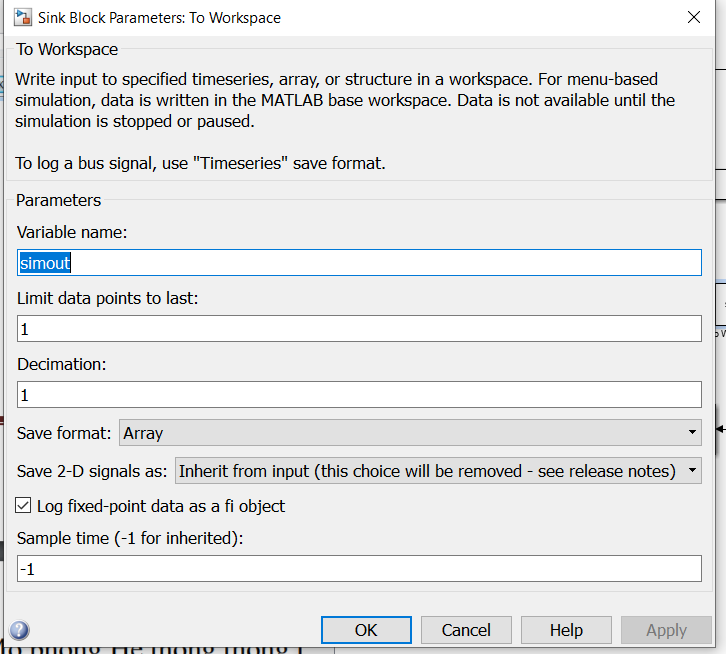 Sink Block Parameters: To Workspace
To Workspace
Write input to specified timeseries, array, or structure in a workspace. For menu-based
simulation, data is written in the MATLAB base workspace. Data is not available until the
simulation is stopped or paused.
To log a bus signal, use "Timeseries" save format.
Parameters
Variable name:
simout
Limit data points to last:
1
Decimation:
1
Save format: Array
Save 2-D signals as: Inherit from input (this choice will be removed - see release notes)
Log fixed-point data as a fi object
Sample time (-1 for inherited):
-1
OK Cancel Help Apply